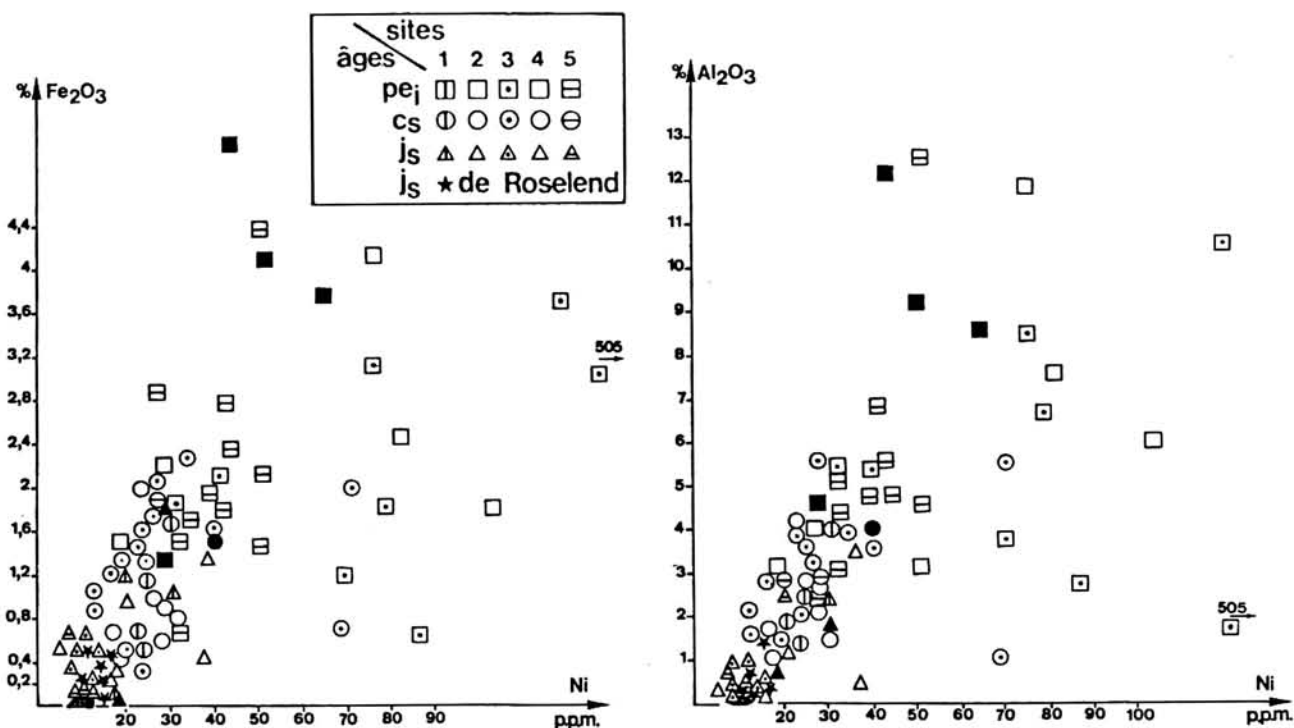 sites
âges 1 2 3 4 5
pei
cs
js
js ★ de Roselend
% Fe2O3
4,4
4
3,6
3,2
2,8
2,4
2
1,6
1,2
0,8
0,4
0,2
505
20 30 40 50 60 70 80 90
Ni
p.p.m.
% Al2O3
13
12
11
10
9
8
7
6
5
4
3
2
1
505
20 30 40 50 60 70 80 90 100
Ni
p.p.m.